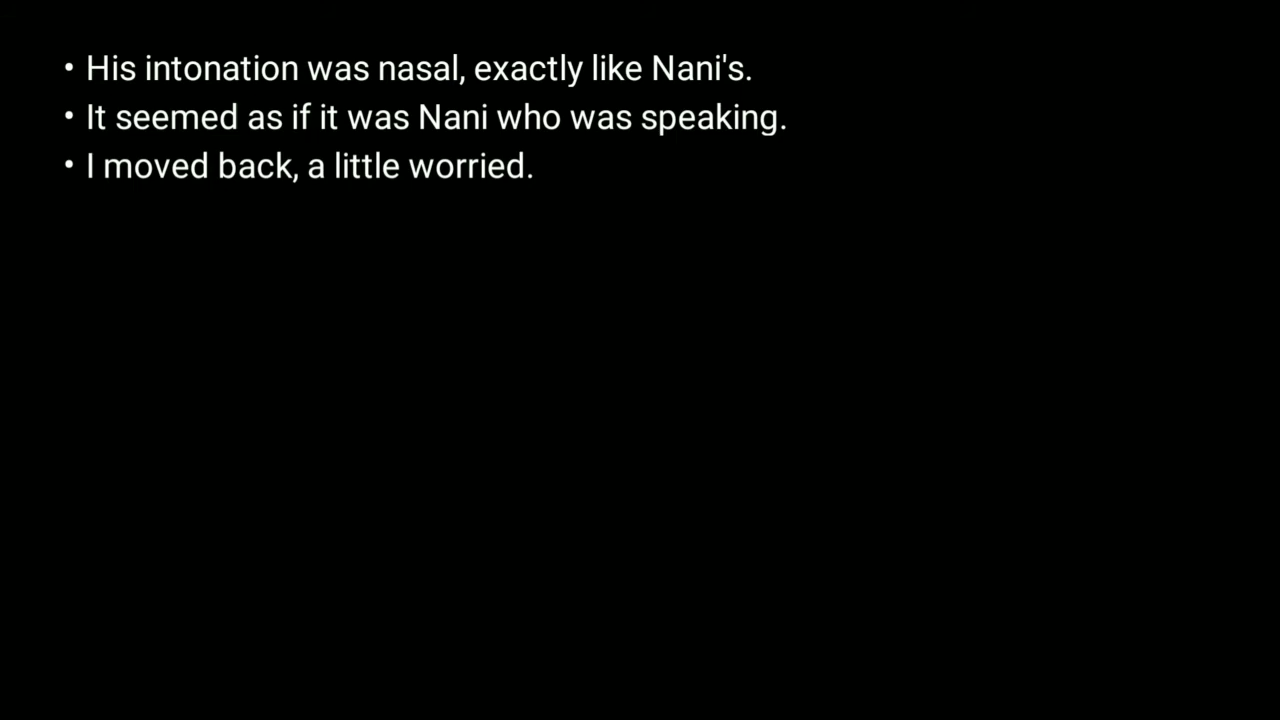 • His intonation was nasal, exactly like Nani's.
• It seemed as if it was Nani who was speaking.
• I moved back, a little worried.